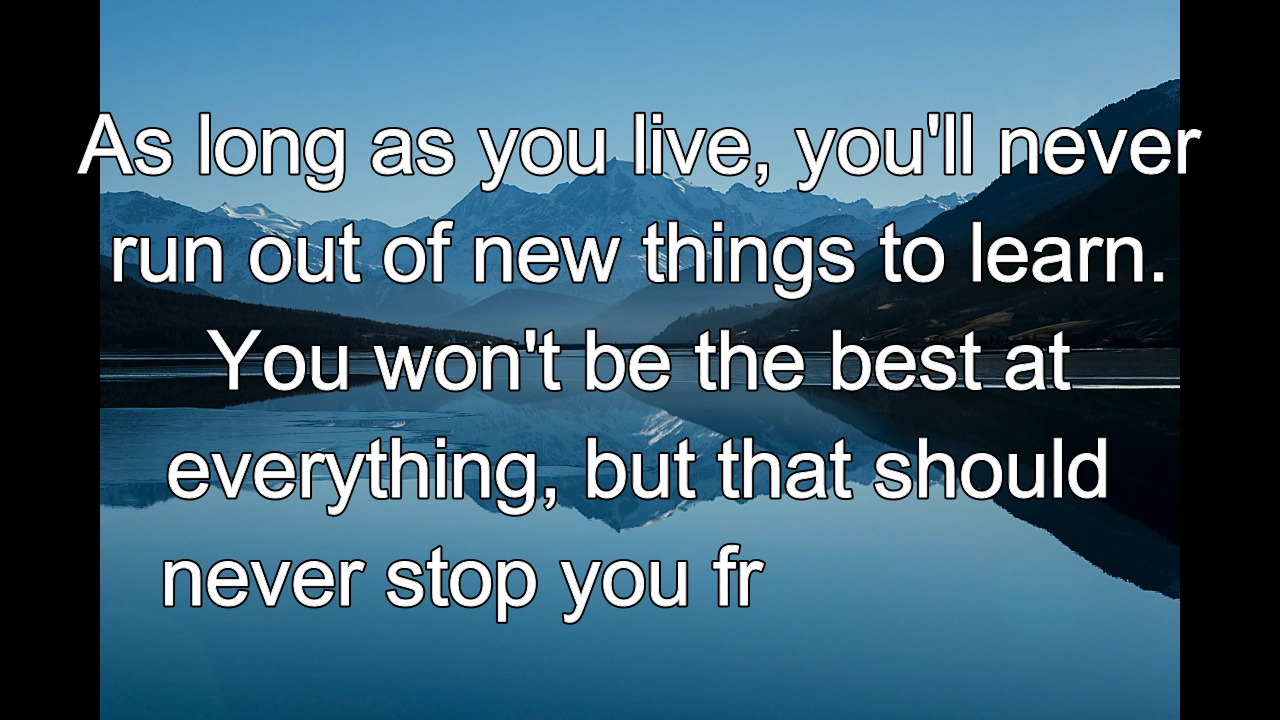 As long as you live, you'll never
run out of new things to learn.
You won't be the best at
everything, but that should
never stop you fr